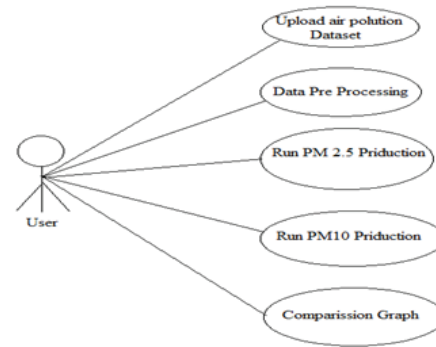 Upload air polution
Dataset
Data Pre Processing
Run PM 2.5 Priduction
User
Run PM10 Priduction
Comparission Graph